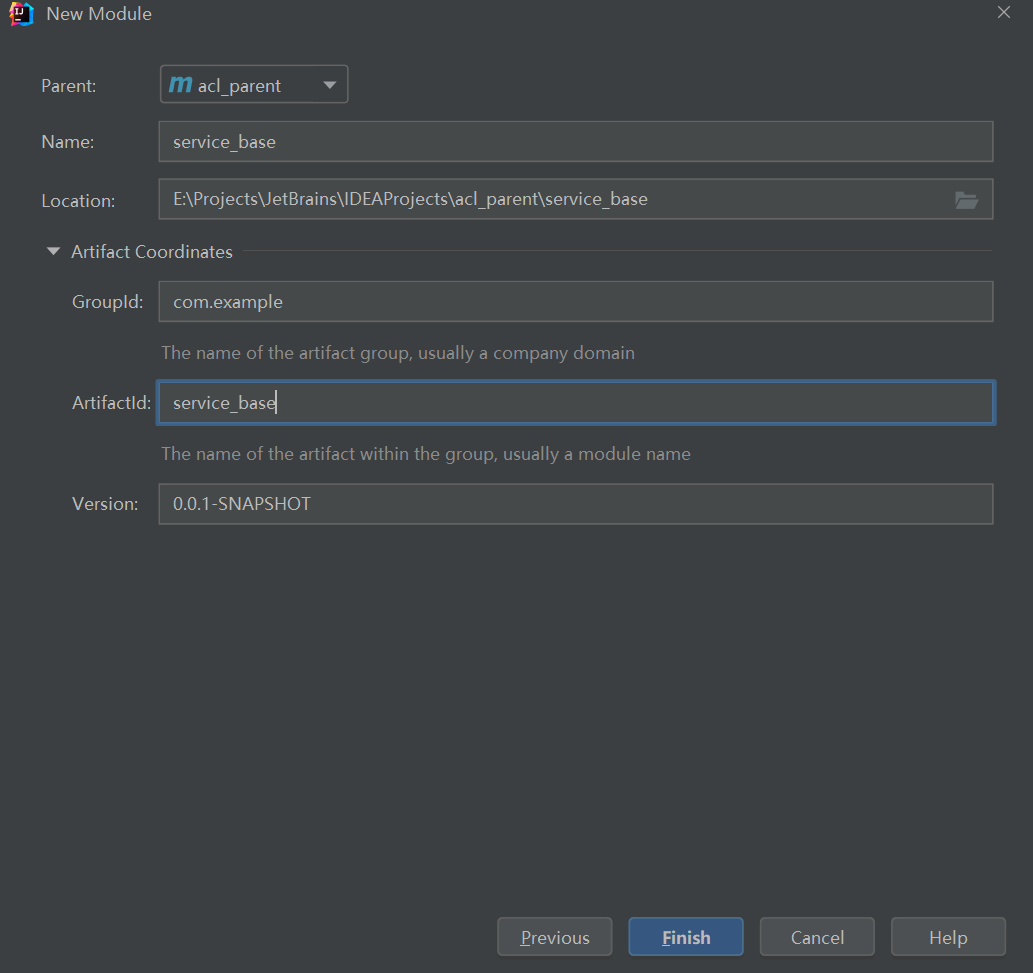 New Module
Parent: m acl_parent
Name: service_base
Location: E:\Projects\JetBrains\IDEAProjects\acl_parent\service_base
Artifact Coordinates
GroupId: com.example
The name of the artifact group, usually a company domain
ArtifactId: service_base
The name of the artifact within the group, usually a module name
Version: 0.0.1-SNAPSHOT
Previous Finish Cancel Help